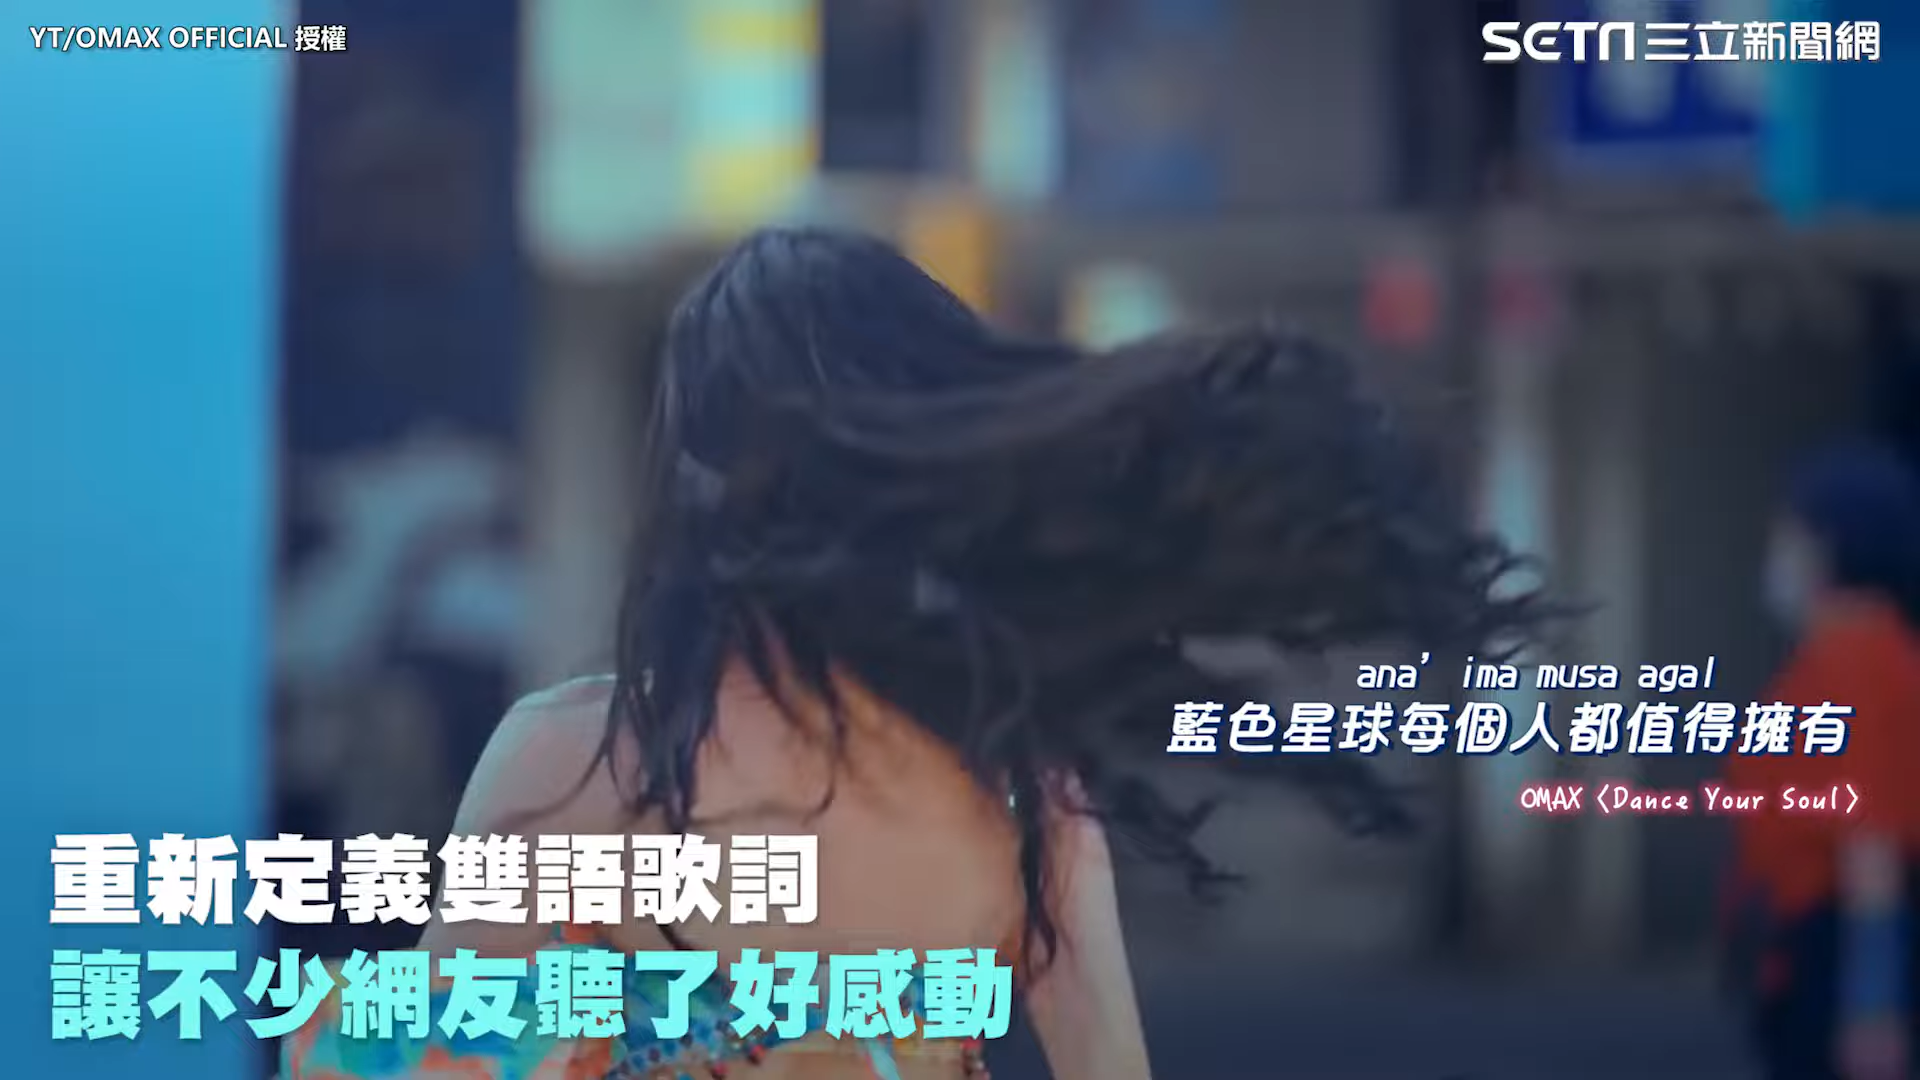 YT/OMAX OFFICIAL 授權
SETN三立新聞網
ana’ ima musa agal
藍色星球每個人都值得擁有
OMAX〈Dance Your Soul〉
重新定義雙語歌詞
讓不少網友聽了好感動